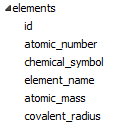 elements
id
atomic_number
chemical_symbol
element_name
atomic_mass
covalent_radius